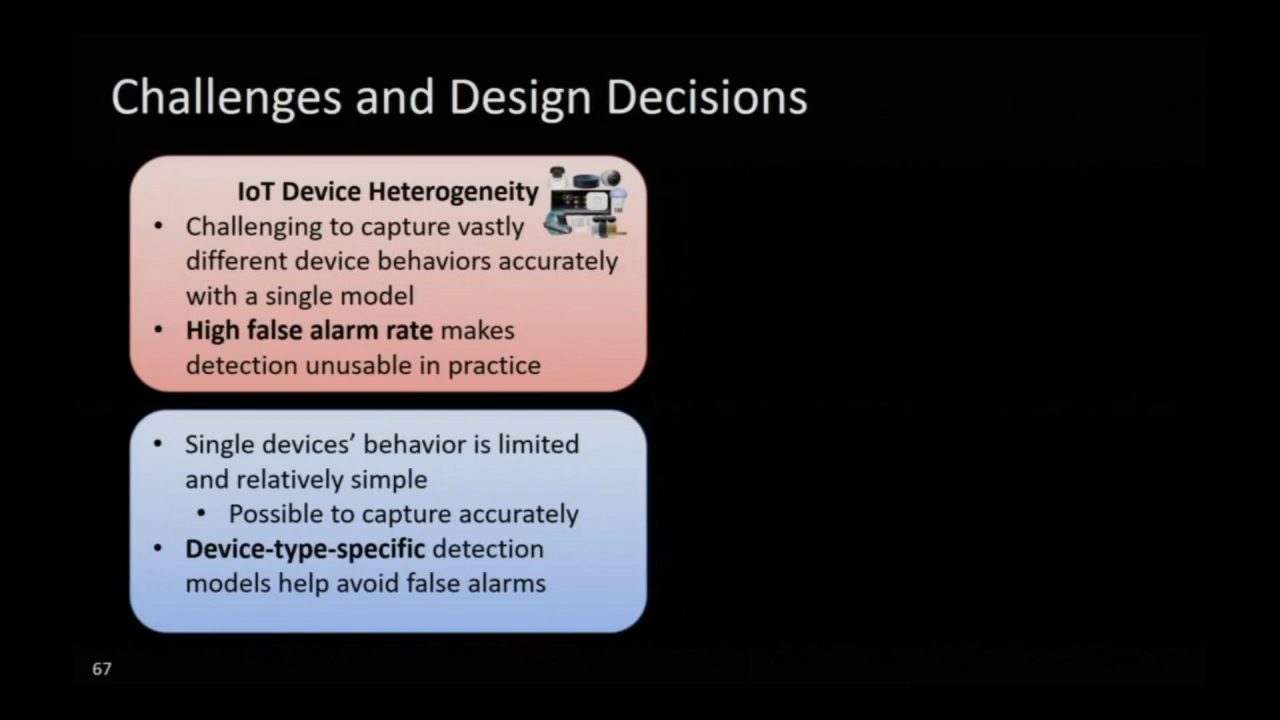 Challenges and Design Decisions
IoT Device Heterogeneity
• Challenging to capture vastly
different device behaviors accurately
with a single model
• High false alarm rate makes
detection unusable in practice
• Single devices’ behavior is limited
and relatively simple
• Possible to capture accurately
• Device-type-specific detection
models help avoid false alarms
67